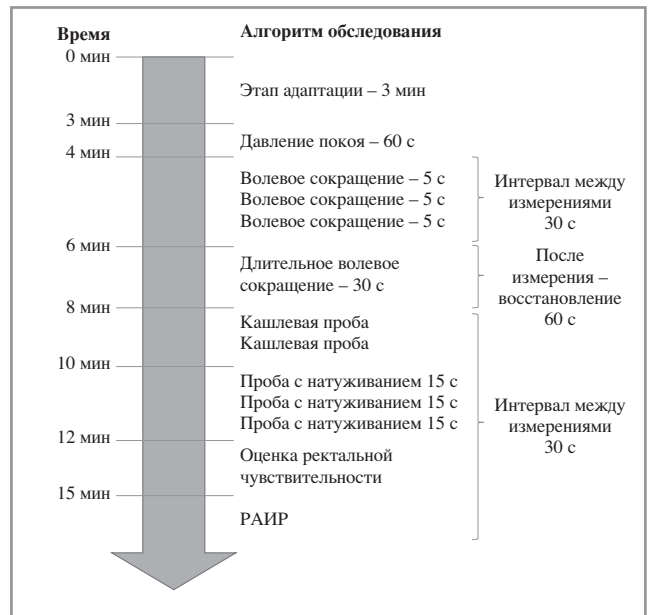 Время
Алгоритм обследования
0 мин
Этап адаптации – 3 мин
3 мин
Давление покоя – 60 с
4 мин
Волевое сокращение – 5 с
Волевое сокращение – 5 с
Волевое сокращение – 5 с
Интервал между
измерениями
30 с
6 мин
Длительное волевое
сокращение – 30 с
После
измерения –
восстановление
60 с
8 мин
Кашлевая проба
Кашлевая проба
10 мин
Проба с натуживанием 15 с
Проба с натуживанием 15 с
Проба с натуживанием 15 с
Интервал между
измерениями
30 с
12 мин
Оценка ректальной
чувствительности
15 мин
РАИР